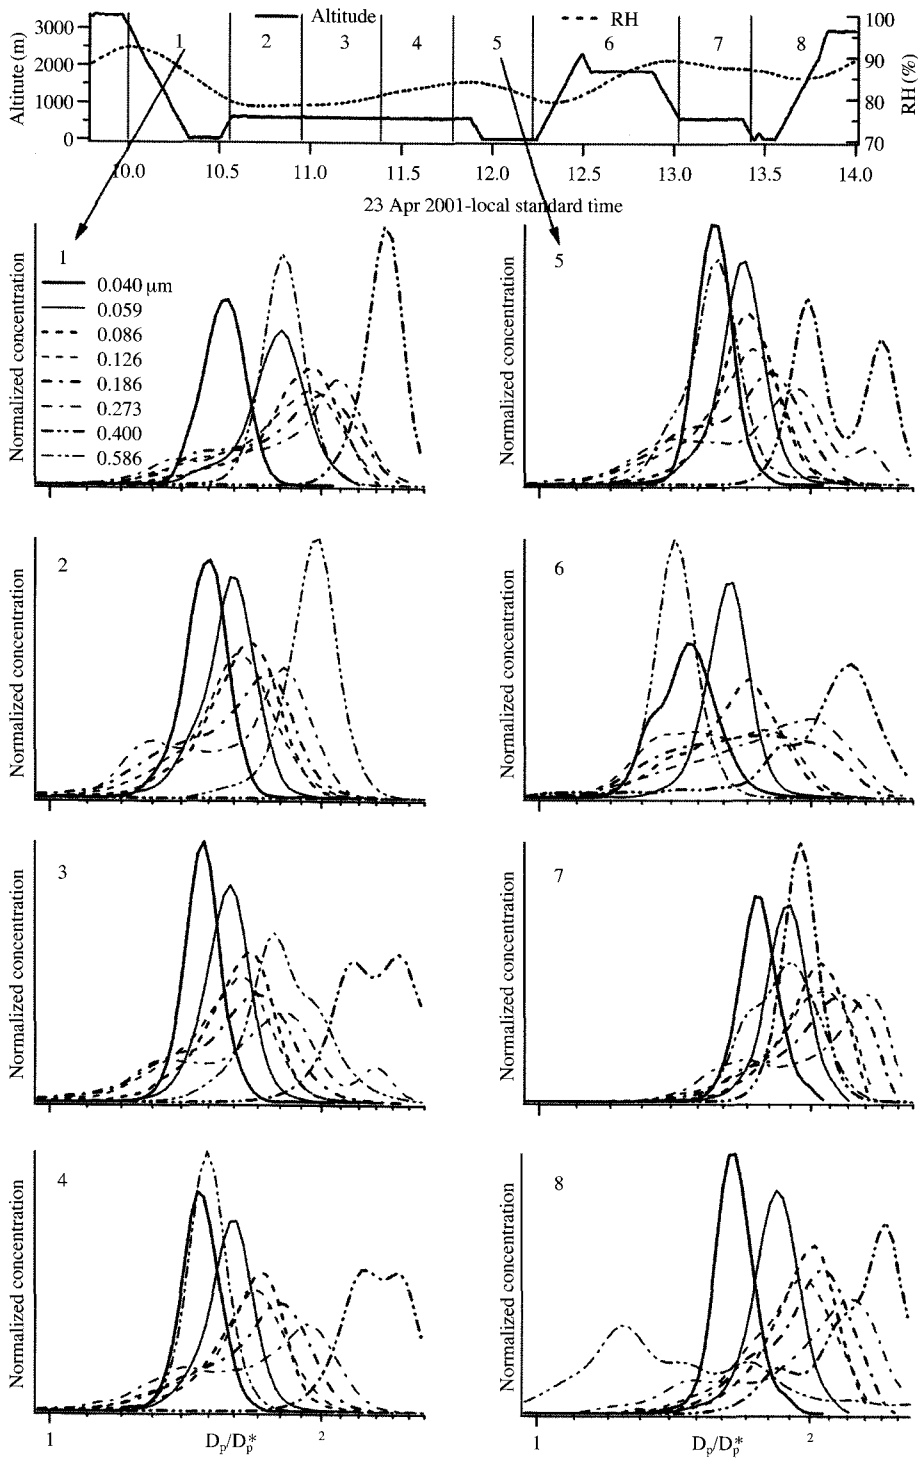 Altitude RH
Altitute (m)
3000
2000
1000
0
1 2 3 4 5 6 7 8
100
90
80
70
RH (%)
10.0 10.5 11.0 11.5 12.0 12.5 13.0 13.5 14.0
23 Apr 2001-local standard time
Normalized concentration
1
0.040 μm
0.059
0.086
0.126
0.186
0.273
0.400
0.586
Normalized concentration
5
Normalized concentration
2
Normalized concentration
6
Normalized concentration
3
Normalized concentration
7
Normalized concentration
4
Normalized concentration
8
1 Dp/Dp* 2
1 Dp/Dp* 2